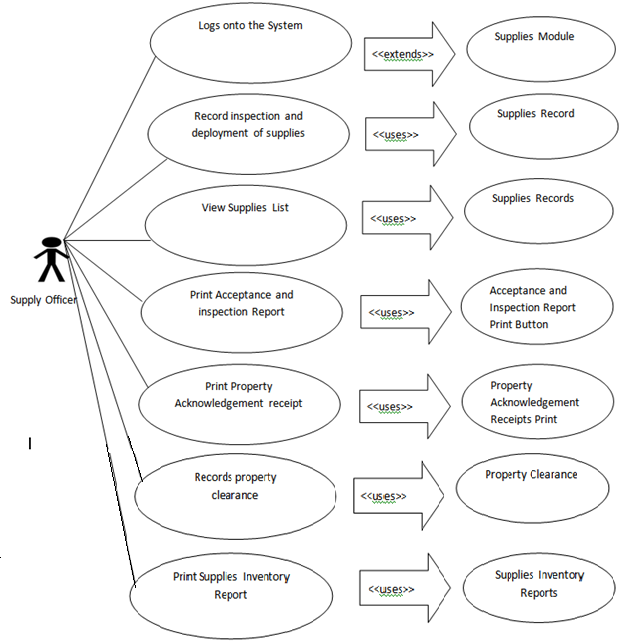 Logs onto the System
<<extends>>
Supplies Module
Record inspection and
deployment of supplies
<<uses>>
Supplies Record
View Supplies List
<<uses>>
Supplies Records
Supply Officer
Print Acceptance and
inspection Report
<<uses>>
Acceptance and
Inspection Report
Print Button
Print Property
Acknowledgement receipt
<<uses>>
Property
Acknowledgement
Receipts Print
Records property
clearance
<<uses>>
Property Clearance
Print Supplies Inventory
Report
<<uses>>
Supplies Inventory
Reports